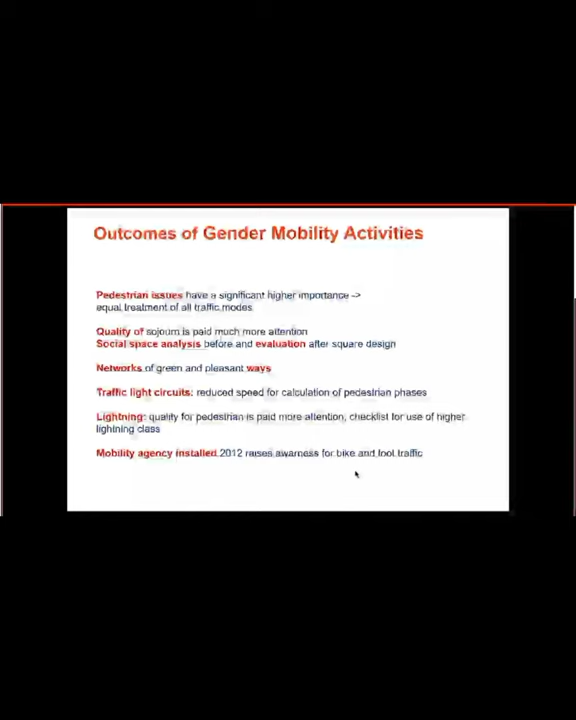 Outcomes of Gender Mobility Activities
Pedestrian issues have a significant higher importance ->
equal treatment of all traffic modes
Quality of sojourn is paid much more attention
Social space analysis before and evaluation after square design
Networks of green and pleasant ways
Traffic light circuits: reduced speed for calculation of pedestrian phases
Lightning: quality for pedestrian is paid more attention, checklist for use of higher
lightning class
Mobility agency installed 2012 raises awarness for bike and foot traffic